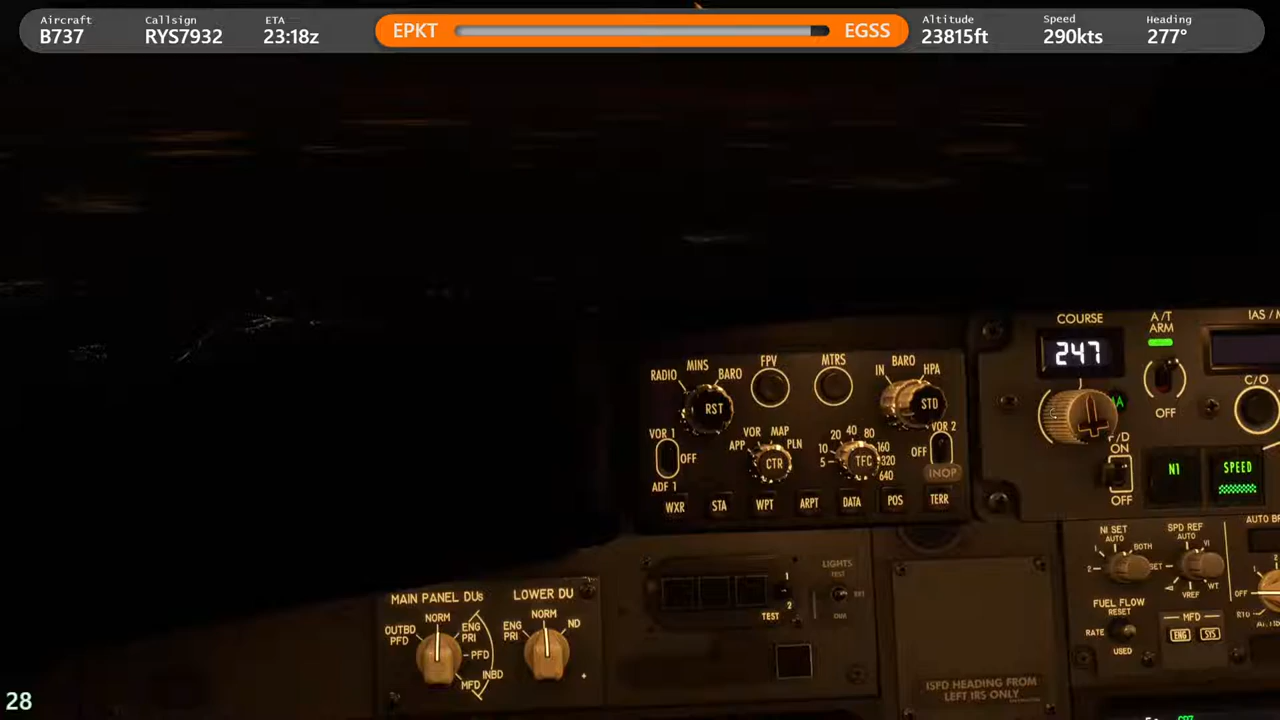 Aircraft
B737
Callsign
RYS7932
ETA
23:18z
EPKT
EGSS
Altitude
23815ft
Speed
290kts
Heading
277°
COURSE
247
A/T
ARM
OFF
C/O
F/D
ON
OFF
N1
SPEED
RADIO
MINS
BARO
RST
FPV
MTRS
IN
BARO
HPA
STD
VOR 1
OFF
ADF 1
APP
VOR
MAP
PLN
CTR
5
10
20
40
80
160
320
640
TFC
VOR 2
OFF
INOP
WXR
STA
WPT
ARPT
DATA
POS
TERR
MAIN PANEL DUs
OUTBD
PFD
NORM
ENG
PRI
PFD
INBD
MFD
LOWER DU
ENG
PRI
NORM
ND
LIGHTS
TEST
1
2
TEST
N1 SET
AUTO
BOTH
1
2
SPD REF
AUTO
V1
WT
VREF
SET
FUEL FLOW
RESET
RATE
USED
MFD
ENG
SYS
OFF
ISFD HEADING FROM
LEFT IRS ONLY
28